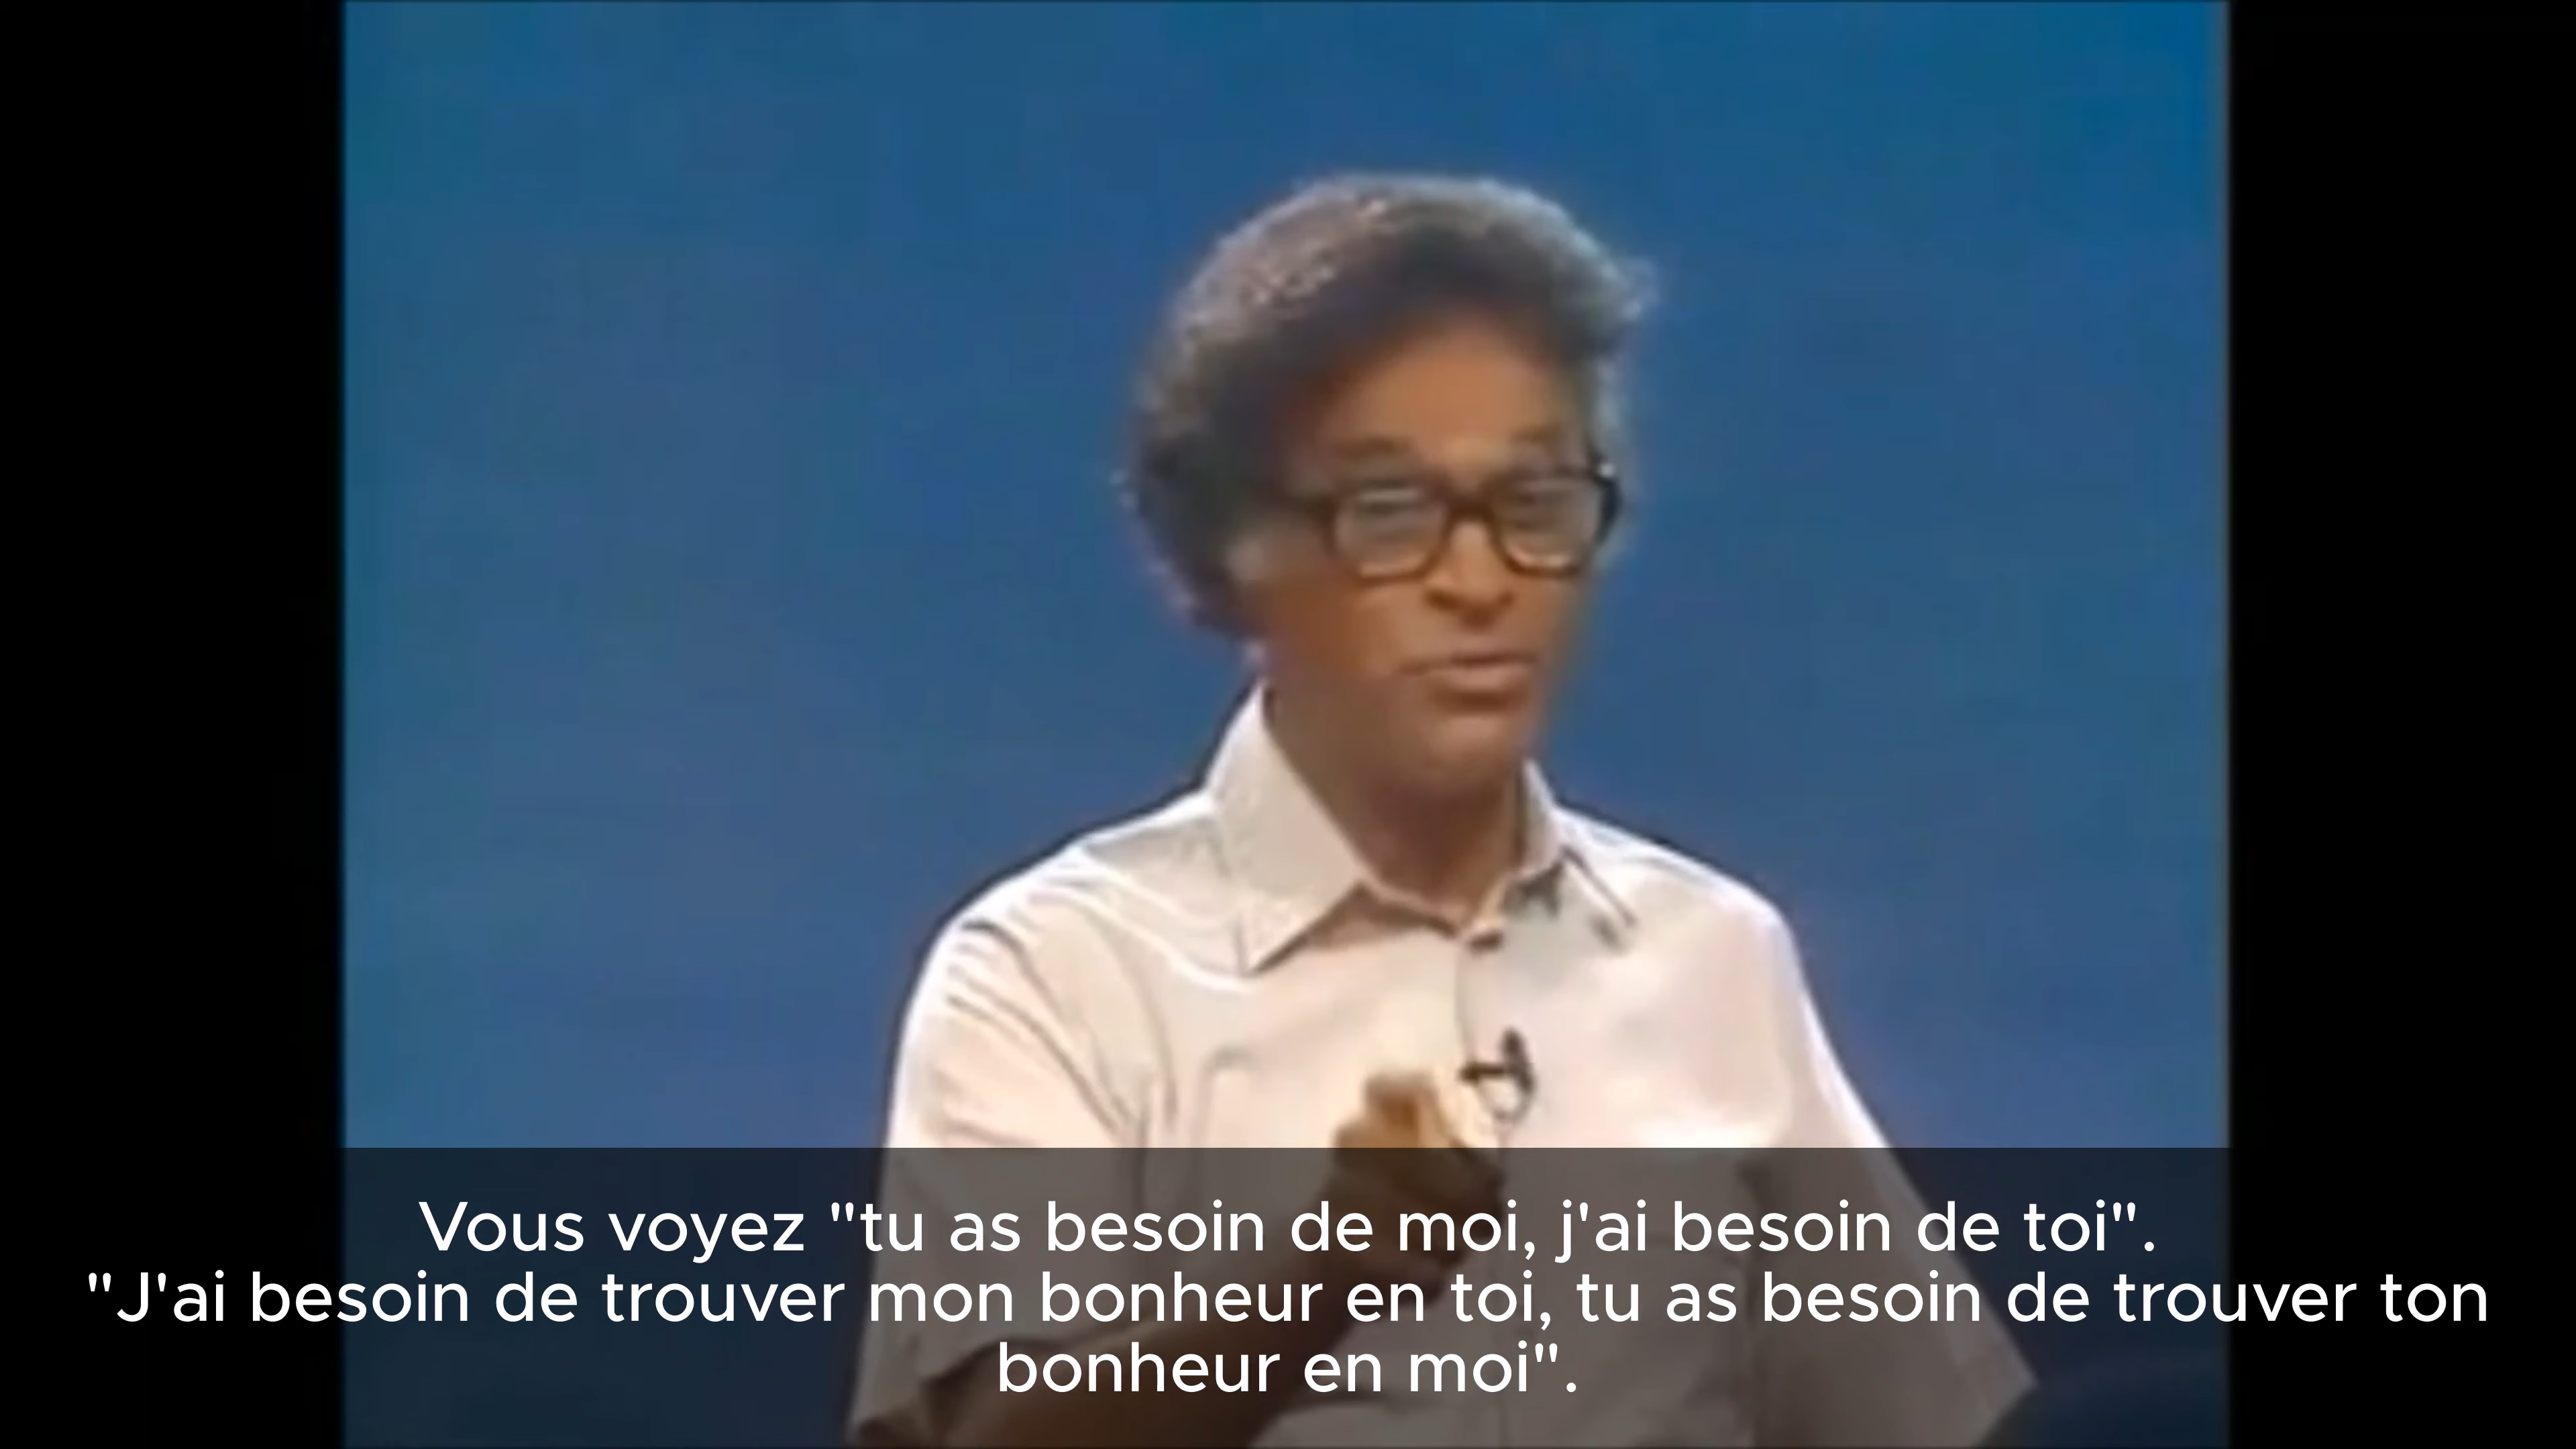 Vous voyez "tu as besoin de moi, j'ai besoin de toi".
"J'ai besoin de trouver mon bonheur en toi, tu as besoin de trouver ton
bonheur en moi".